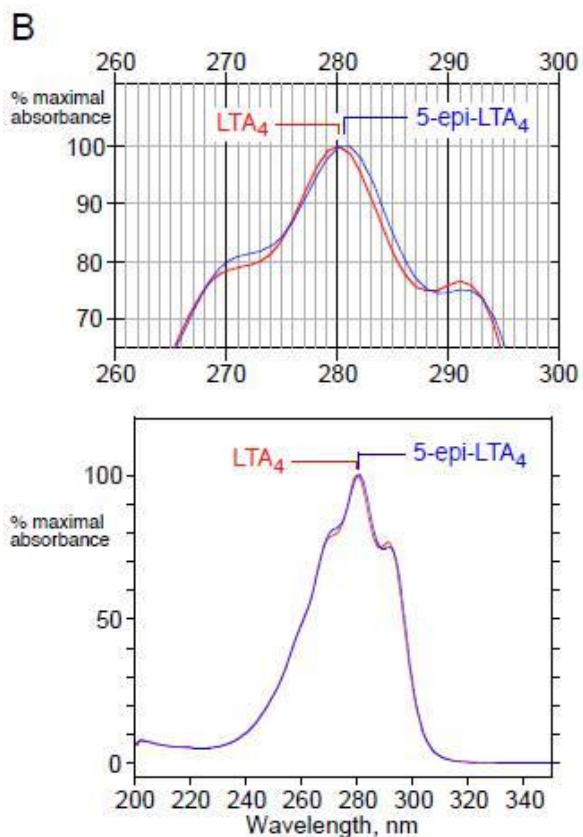 B
260 270 280 290 300
% maximal
absorbance
LTA4 5-epi-LTA4
100
90
80
70
260 270 280 290 300
LTA4 5-epi-LTA4
100
% maximal
absorbance
50
0
200 220 240 260 280 300 320 340
Wavelength, nm